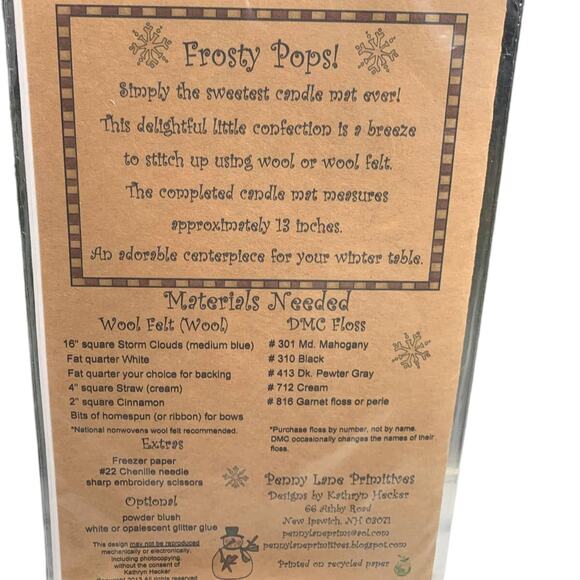 Frosty Pops!
Simply the sweetest candle mat ever!
This delightful little confection is a breeze
to stitch up using wool or wool felt.
The completed candle mat measures
approximately 13 inches.
An adorable centerpiece for your winter table.
Materials Needed
Wool Felt (Wool)
16" square Storm Clouds (medium blue)
Fat quarter White
Fat quarter your choice for backing
4" square Straw (cream)
2" square Cinnamon
Bits of homespun (or ribbon) for bows
*National nonwovens wool felt recommended.
Extras
Freezer paper
#22 Chenille needle
sharp embroidery scissors
Optional
powder blush
white or opalescent glitter glue
This design may not be reproduced
mechanically or electronically,
including photocopying,
without the consent of
Kathryn Hecker
Copyright 2013 All rights reserved
DMC Floss
# 301 Md. Mahogany
# 310 Black
# 413 Dk. Pewter Gray
# 712 Cream
# 816 Garnet floss or perle
*Purchase floss by number, not by name.
DMC occasionally changes the names of their
floss.
Penny Lane Primitives
Designs by Kathryn Hecker
66 Ashby Road
New Ipswich, NH 03071
pennylaneprim@aol.com
pennylaneprimitives.blogspot.com
Printed on recycled paper